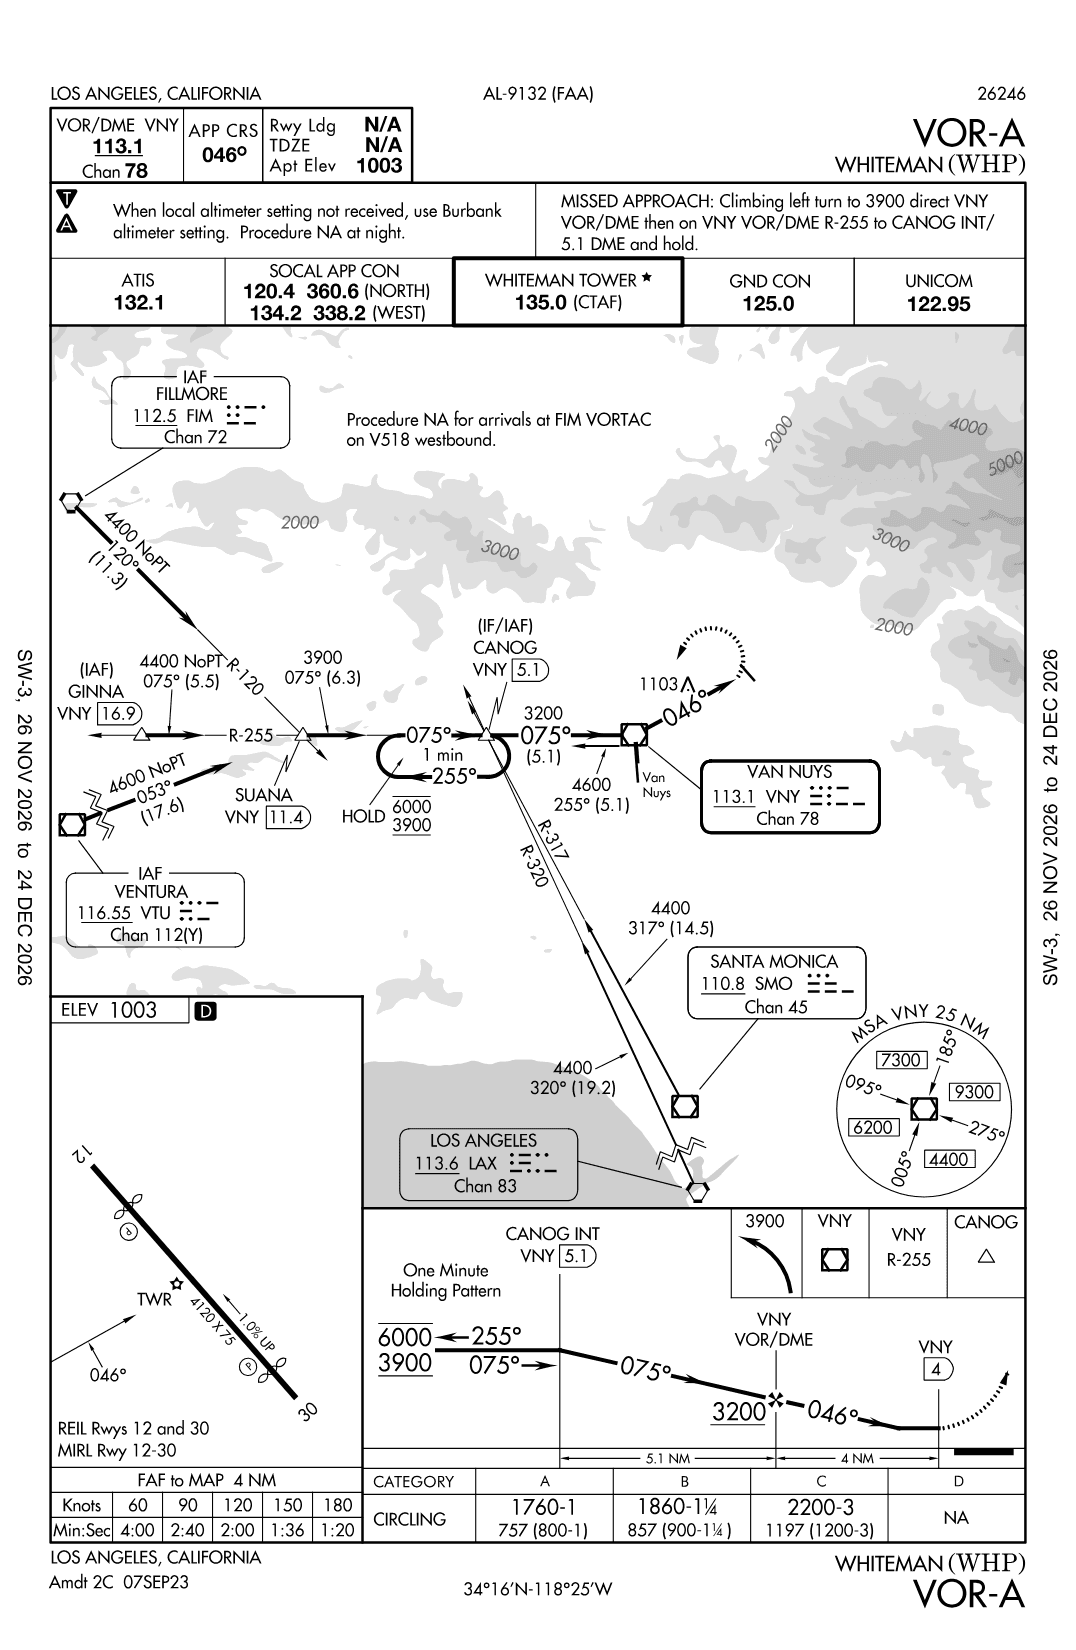 LOS ANGELES, CALIFORNIA
AL-9132 (FAA)
26246
VOR/DME VNY
113.1
Chan 78
APP CRS
046°
Rwy Ldg N/A
TDZE N/A
Apt Elev 1003
VOR-A
WHITEMAN (WHP)
T
A
When local altimeter setting not received, use Burbank
altimeter setting. Procedure NA at night.
MISSED APPROACH: Climbing left turn to 3900 direct VNY
VOR/DME then on VNY VOR/DME R-255 to CANOG INT/
5.1 DME and hold.
ATIS
132.1
SOCAL APP CON
120.4 360.6 (NORTH)
134.2 338.2 (WEST)
WHITEMAN TOWER ★
135.0 (CTAF)
GND CON
125.0
UNICOM
122.95
IAF
FILLMORE
112.5 FIM
Chan 72
Procedure NA for arrivals at FIM VORTAC
on V518 westbound.
2000
4000
5000
2000
3000
3000
2000
4400 NoPT
120°
(11.3)
R-120
(IAF)
GINNA
VNY 16.9
4400 NoPT
075° (5.5)
3900
075° (6.3)
(IF/IAF)
CANOG
VNY 5.1
1103
046°
R-255
075°
1 min
255°
3200
075°
(5.1)
4600
255° (5.1)
Van
Nuys
4600 NoPT
053°
(17.6)
SUANA
VNY 11.4
HOLD
6000
3900
VAN NUYS
113.1 VNY
Chan 78
IAF
VENTURA
116.55 VTU
Chan 112(Y)
R-317
R-320
4400
317° (14.5)
SANTA MONICA
110.8 SMO
Chan 45
4400
320° (19.2)
LOS ANGELES
113.6 LAX
Chan 83
MSA VNY 25 NM
185°
7300
095°
9300
6200
275°
005°
4400
SW-3, 26 NOV 2026 to 24 DEC 2026
SW-3, 26 NOV 2026 to 24 DEC 2026
ELEV 1003
D
12
P
TWR
4120 X 75
1.0% UP
046°
P
30
REIL Rwys 12 and 30
MIRL Rwy 12-30
FAF to MAP 4 NM
Knots 60 90 120 150 180
Min:Sec 4:00 2:40 2:00 1:36 1:20
One Minute
Holding Pattern
CANOG INT
VNY 5.1
3900
VNY
VNY
R-255
CANOG
6000
3900
255°
075°
075°
VNY
VOR/DME
3200
046°
VNY
4
5.1 NM
4 NM
CATEGORY A B C D
CIRCLING
1760-1
757 (800-1)
1860-1¼
857 (900-1¼)
2200-3
1197 (1200-3)
NA
LOS ANGELES, CALIFORNIA
Amdt 2C 07SEP23
34°16'N-118°25'W
WHITEMAN (WHP)
VOR-A